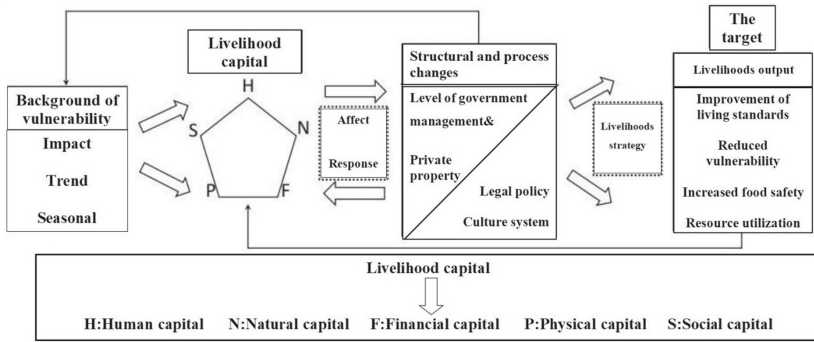 Background of
vulnerability
Impact
Trend
Seasonal
Livelihood
capital
H
S
N
P
F
Affect
Response
Structural and process
changes
Level of government
management&
Private
property
Legal policy
Culture system
Livelihoods
strategy
The
target
Livelihoods output
Improvement of
living standards
Reduced
vulnerability
Increased food safety
Resource utilization
Livelihood capital
H:Human capital N:Natural capital F:Financial capital P:Physical capital S:Social capital